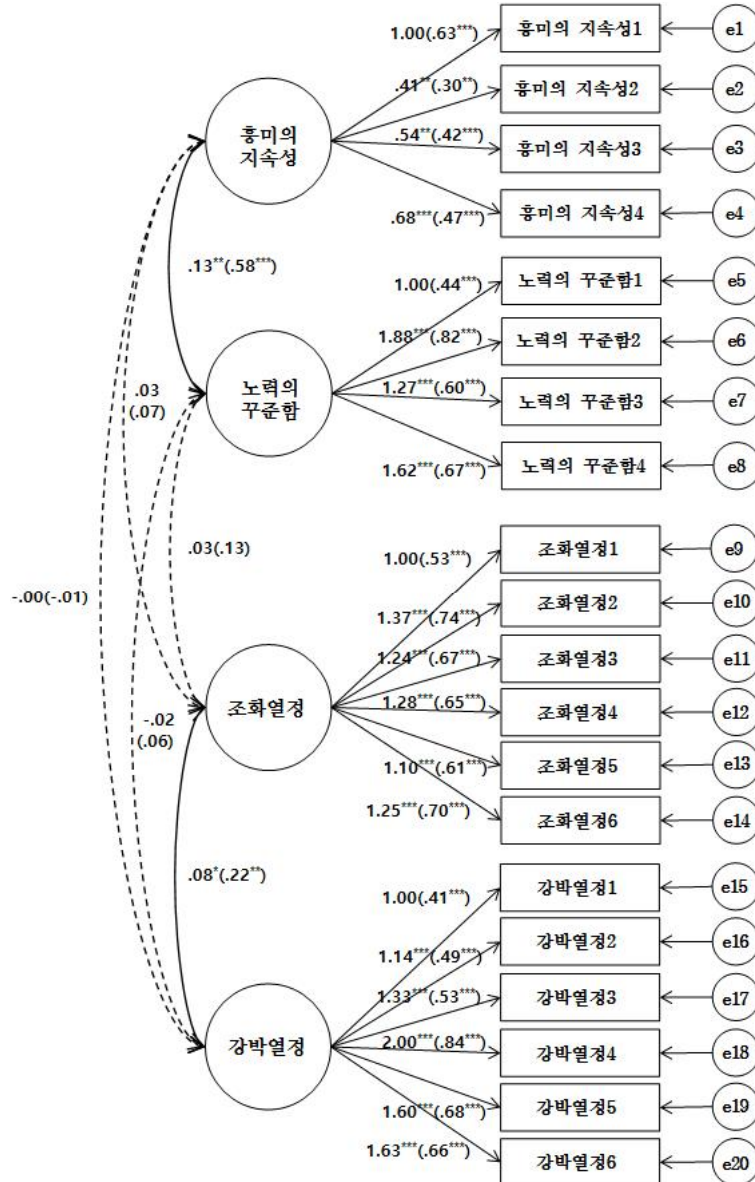 1.00(.63***)
흥미의 지속성1
e1
.41**(.30**)
흥미의 지속성2
e2
흥미의
지속성
.54**(.42***)
흥미의 지속성3
e3
.68***(.47***)
흥미의 지속성4
e4
.13**(.58***)
1.00(.44***)
노력의 꾸준함1
e5
1.88***(.82***)
노력의 꾸준함2
e6
노력의
꾸준함
1.27***(.60***)
노력의 꾸준함3
e7
1.62***(.67***)
노력의 꾸준함4
e8
.03
(.07)
.03(.13)
-.00(-.01)
1.00(.53***)
조화열정1
e9
1.37***(.74***)
조화열정2
e10
1.24***(.67***)
조화열정3
e11
조화열정
1.28***(.65***)
조화열정4
e12
-.02
(.06)
1.10***(.61***)
조화열정5
e13
1.25***(.70***)
조화열정6
e14
.08*(.22**)
1.00(.41***)
강박열정1
e15
1.14***(.49***)
강박열정2
e16
1.33***(.53***)
강박열정3
e17
강박열정
2.00***(.84***)
강박열정4
e18
1.60***(.68***)
강박열정5
e19
1.63***(.66***)
강박열정6
e20